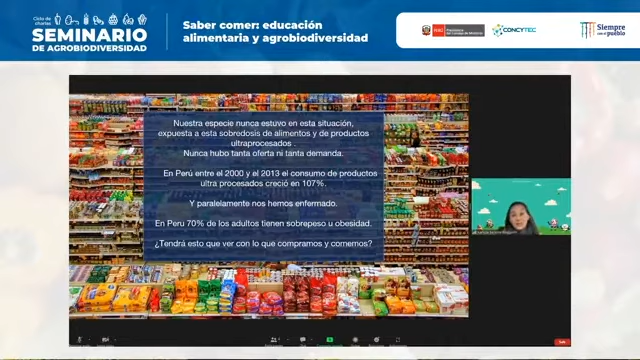 Ciclo de charlas
SEMINARIO
DE AGROBIODIVERSIDAD
Saber comer: educación
alimentaria y agrobiodiversidad
PERÚ
CONCYTEC
Siempre
con el pueblo
Nuestra especie nunca estuvo en esta situación,
expuesta a esta sobredosis de alimentos y de productos
ultraprocesados .
Nunca hubo tanta oferta ni tanta demanda.
En Perú entre el 2000 y el 2013 el consumo de productos
ultra procesados creció en 107%.
Y paralelamente nos hemos enfermado.
En Peru 70% de los adultos tienen sobrepeso u obesidad.
¿Tendrá esto que ver con lo que compramos y comemos?